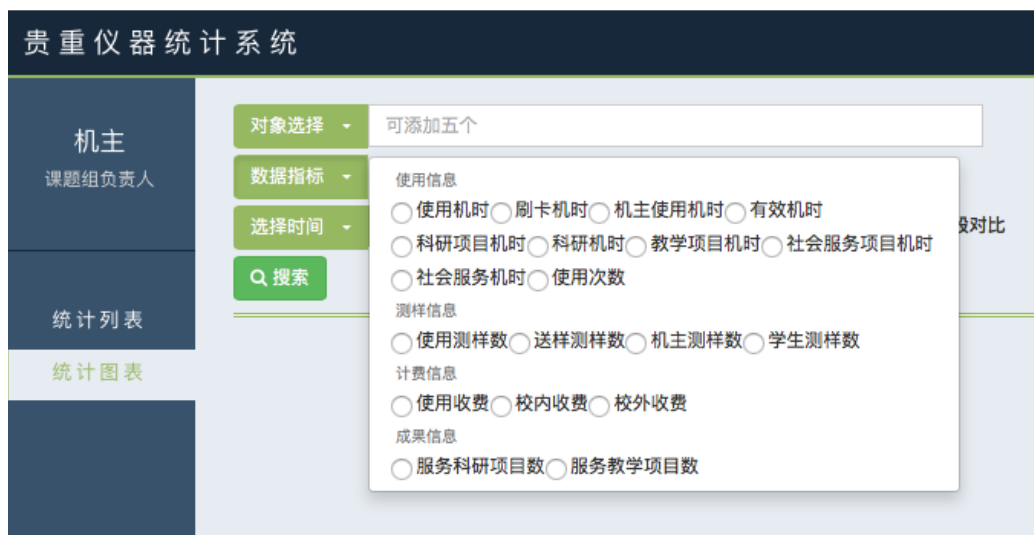 贵重仪器统计系统
机主
课题组负责人
统计列表
统计图表
对象选择 可添加五个
数据指标
选择时间 段对比
搜索
使用信息
使用机时 刷卡机时 机主使用机时 有效机时
科研项目机时 科研机时 教学项目机时 社会服务项目机时
社会服务机时 使用次数
测样信息
使用测样数 送样测样数 机主测样数 学生测样数
计费信息
使用收费 校内收费 校外收费
成果信息
服务科研项目数 服务教学项目数